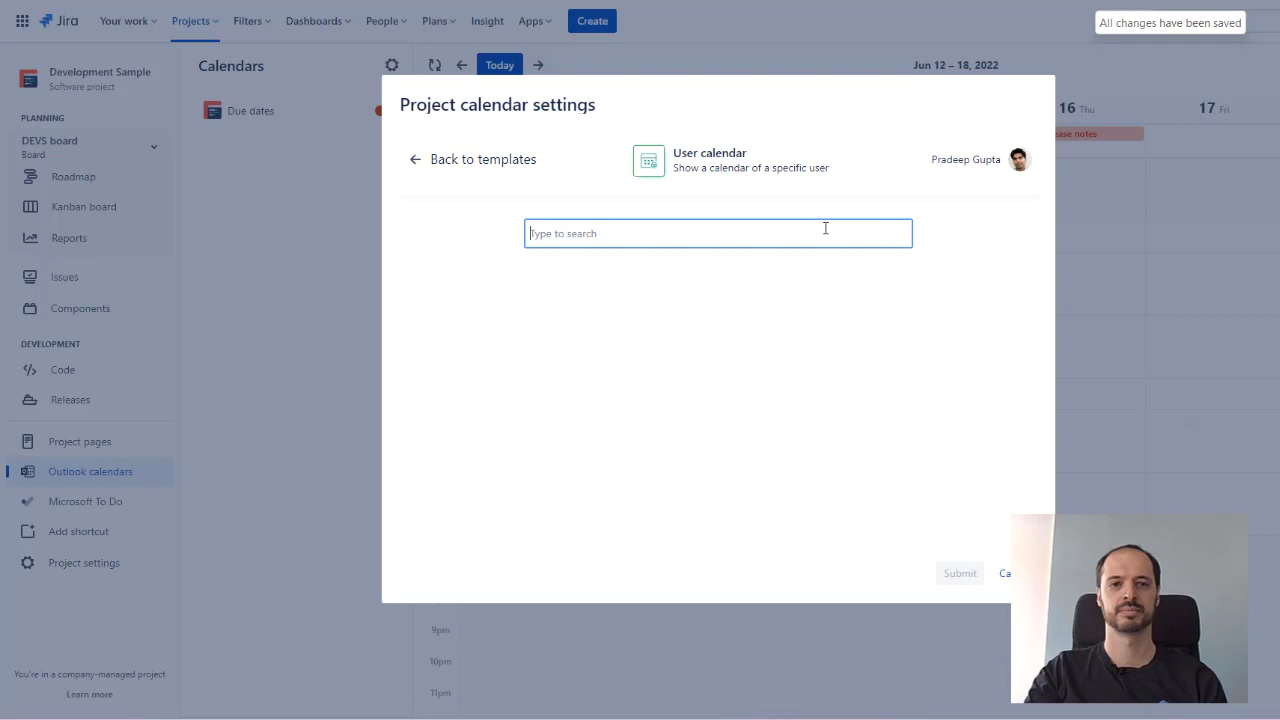 Jira
Your work
Projects
Filters
Dashboards
People
Plans
Insight
Apps
Create
All changes have been saved
Development Sample
Software project
PLANNING
DEVS board
Board
Roadmap
Kanban board
Reports
Issues
Components
DEVELOPMENT
Code
Releases
Project pages
Outlook calendars
Microsoft To Do
Add shortcut
Project settings
You're in a company-managed project
Learn more
Calendars
Due dates
Today
Jun 12 – 18, 2022
16 Thu
17 Fri
notes
Project calendar settings
Back to templates
User calendar
Show a calendar of a specific user
Pradeep Gupta
Type to search
Submit
Ca
9pm
10pm
11pm